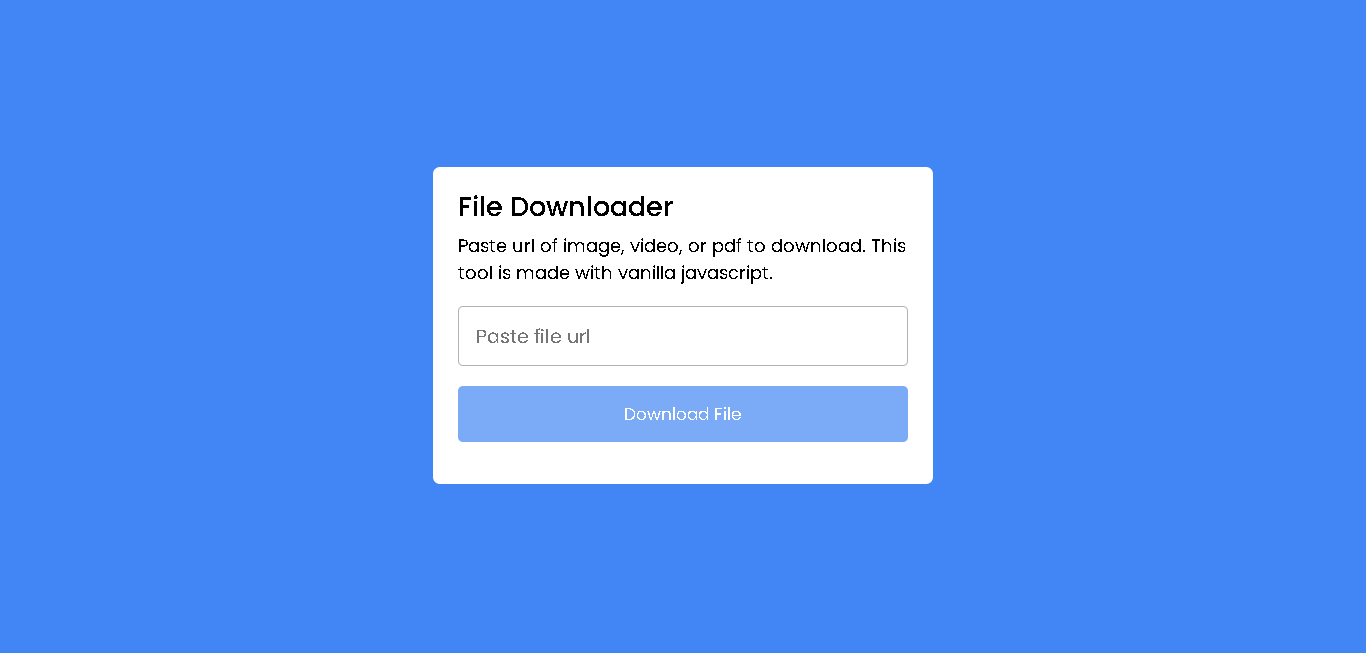 File Downloader
Paste url of image, video, or pdf to download. This
tool is made with vanilla javascript.
Paste file url
Download File